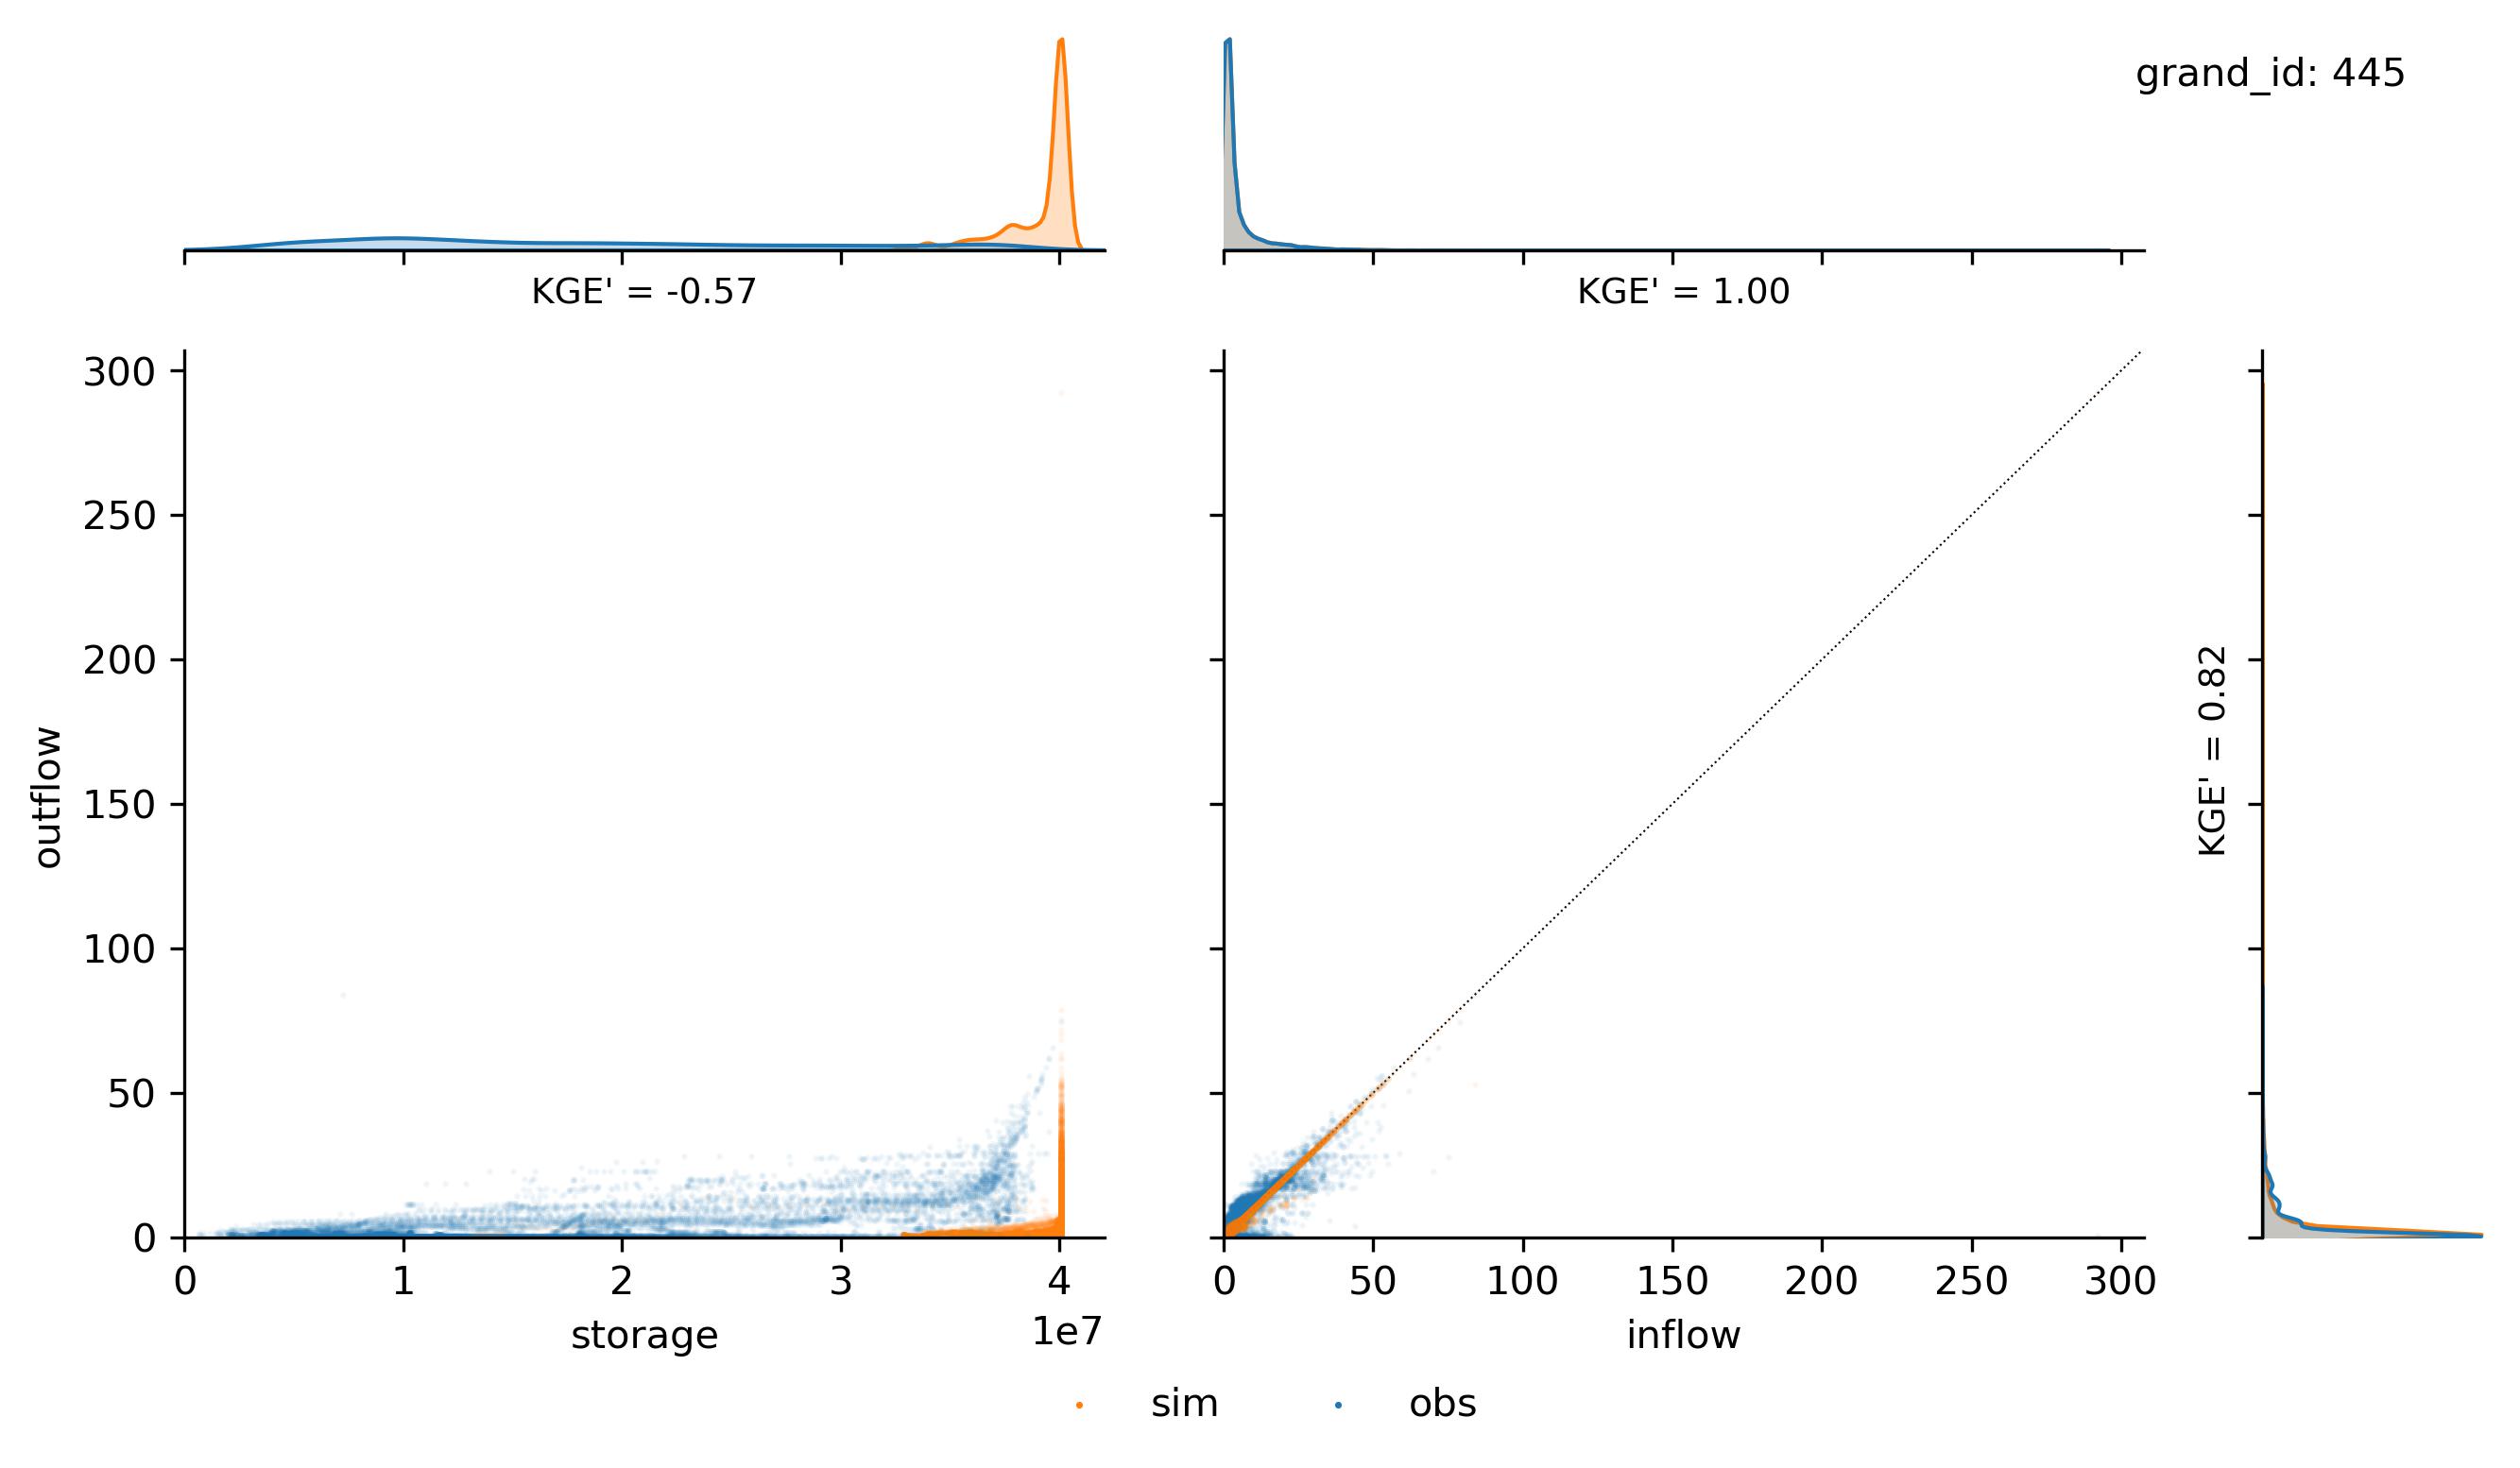 grand_id: 445
KGE' = -0.57
KGE' = 1.00
300
250
200
150
100
50
0
outflow
KGE' = 0.82
0 1 2 3 4
1e7
storage
0 50 100 150 200 250 300
inflow
sim obs